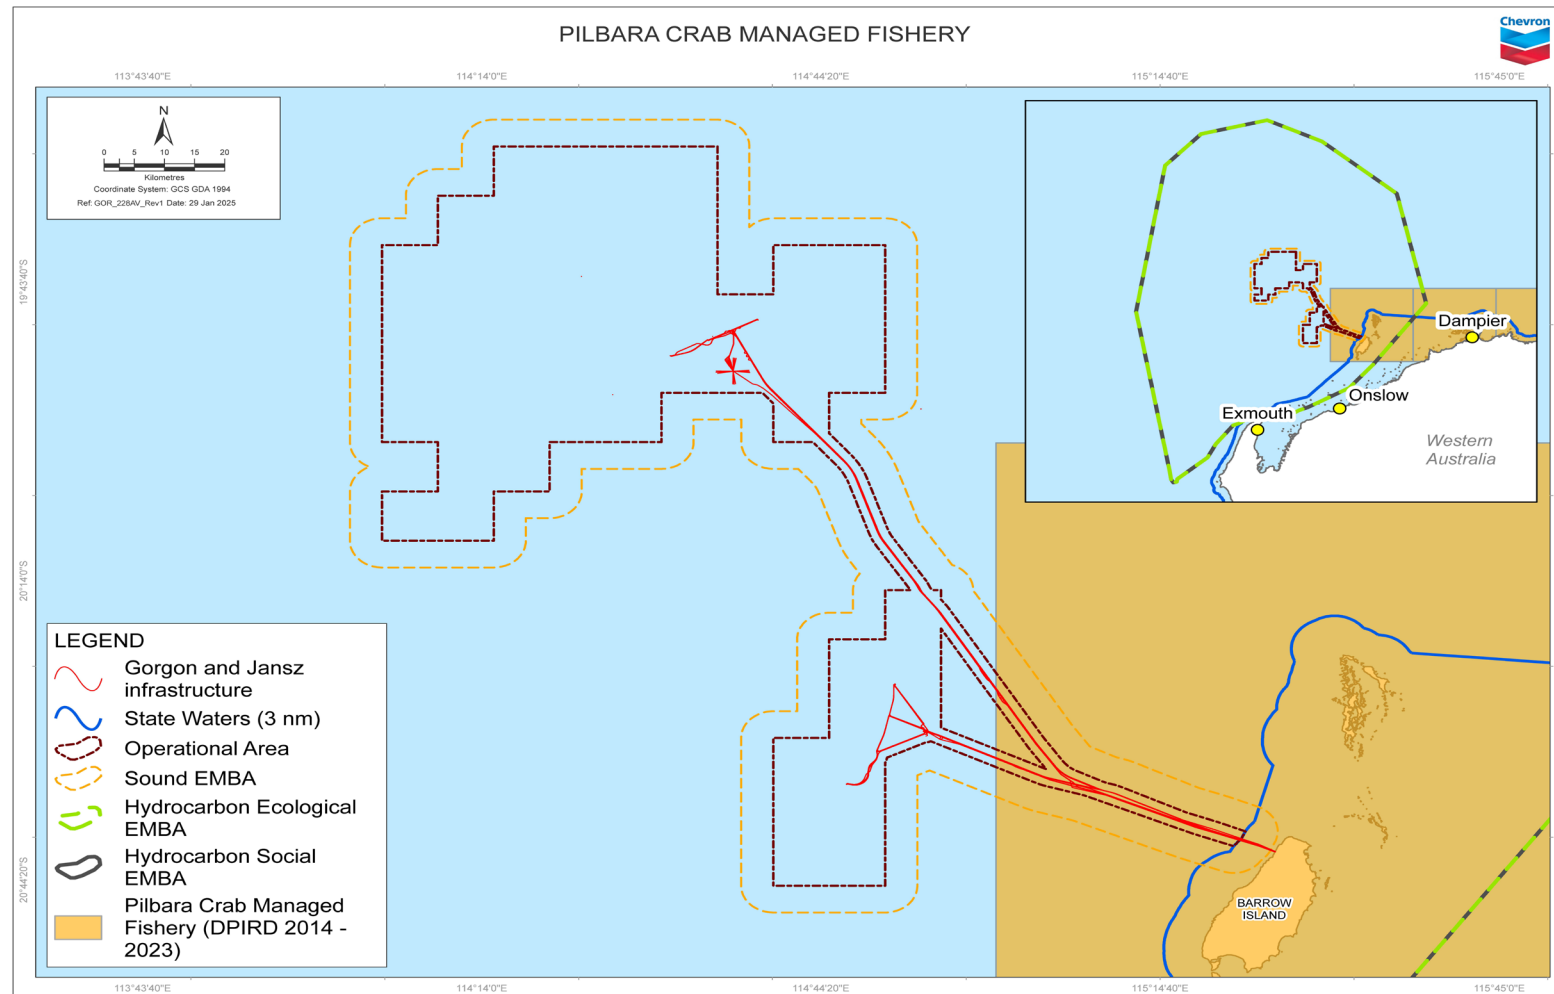 PILBARA CRAB MANAGED FISHERY
Chevron
113°43'40"E
114°14'0"E
114°44'20"E
115°14'40"E
115°45'0"E
N
0 5 10 15 20
Kilometres
Coordinate System: GCS GDA 1994
Ref: GOR_228AV_Rev1 Date: 29 Jan 2025
19°43'40"S
20°14'0"S
20°44'20"S
Dampier
Onslow
Exmouth
Western
Australia
LEGEND
Gorgon and Jansz
infrastructure
State Waters (3 nm)
Operational Area
Sound EMBA
Hydrocarbon Ecological
EMBA
Hydrocarbon Social
EMBA
Pilbara Crab Managed
Fishery (DPIRD 2014 -
2023)
BARROW
ISLAND
113°43'40"E
114°14'0"E
114°44'20"E
115°14'40"E
115°45'0"E